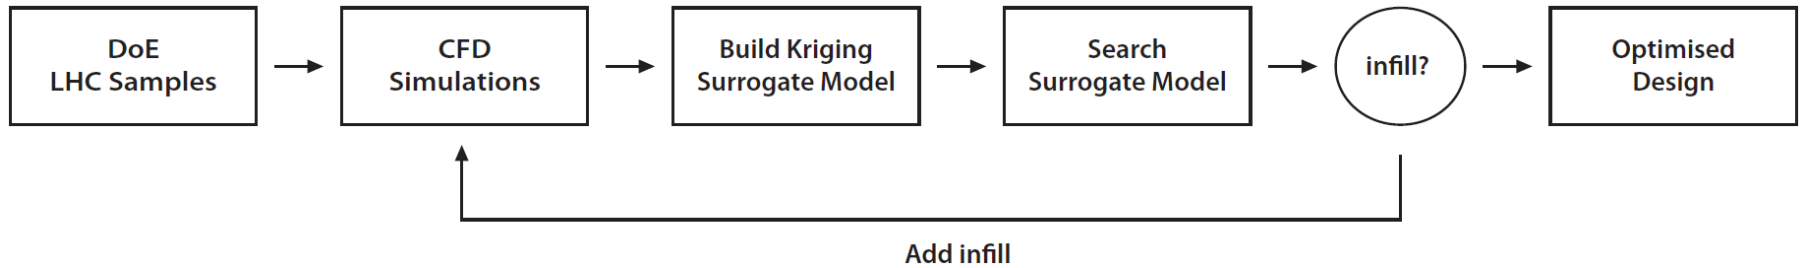 DoE
LHC Samples
CFD
Simulations
Build Kriging
Surrogate Model
Search
Surrogate Model
infill?
Optimised
Design
Add infill